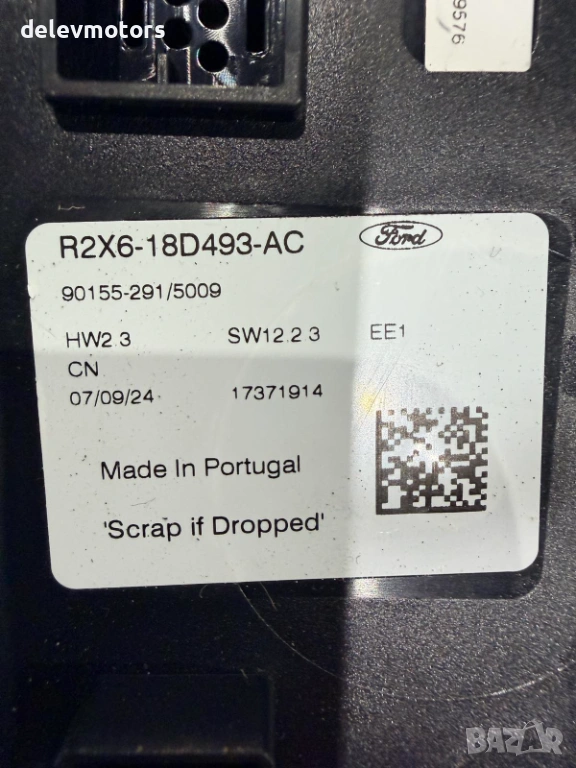 delevmotors
9576
R2X6-18D493-AC
Ford
90155-291/5009
HW2.3 SW12.2.3 EE1
CN
07/09/24 17371914
Made In Portugal
'Scrap if Dropped'
BAZAR